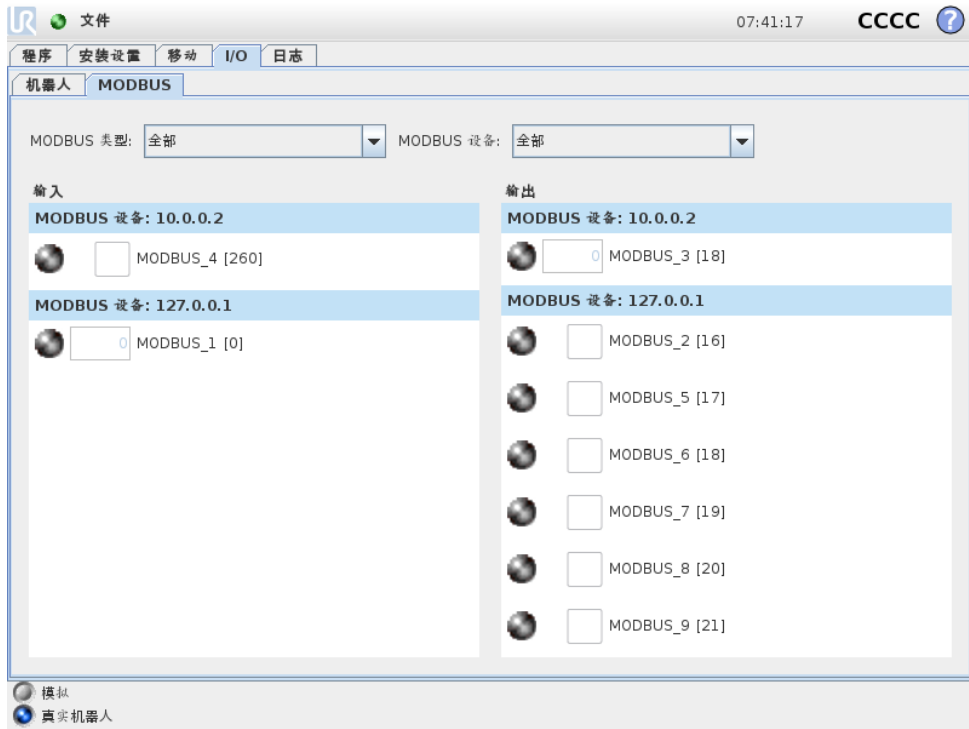 UR 文件 07:41:17 CCCC ?
程序 安装设置 移动 I/O 日志
机器人 MODBUS
MODBUS 类型: 全部 MODBUS 设备: 全部
输入
MODBUS 设备: 10.0.0.2
MODBUS_4 [260]
MODBUS 设备: 127.0.0.1
0 MODBUS_1 [0]
输出
MODBUS 设备: 10.0.0.2
0 MODBUS_3 [18]
MODBUS 设备: 127.0.0.1
MODBUS_2 [16]
MODBUS_5 [17]
MODBUS_6 [18]
MODBUS_7 [19]
MODBUS_8 [20]
MODBUS_9 [21]
模拟
真实机器人